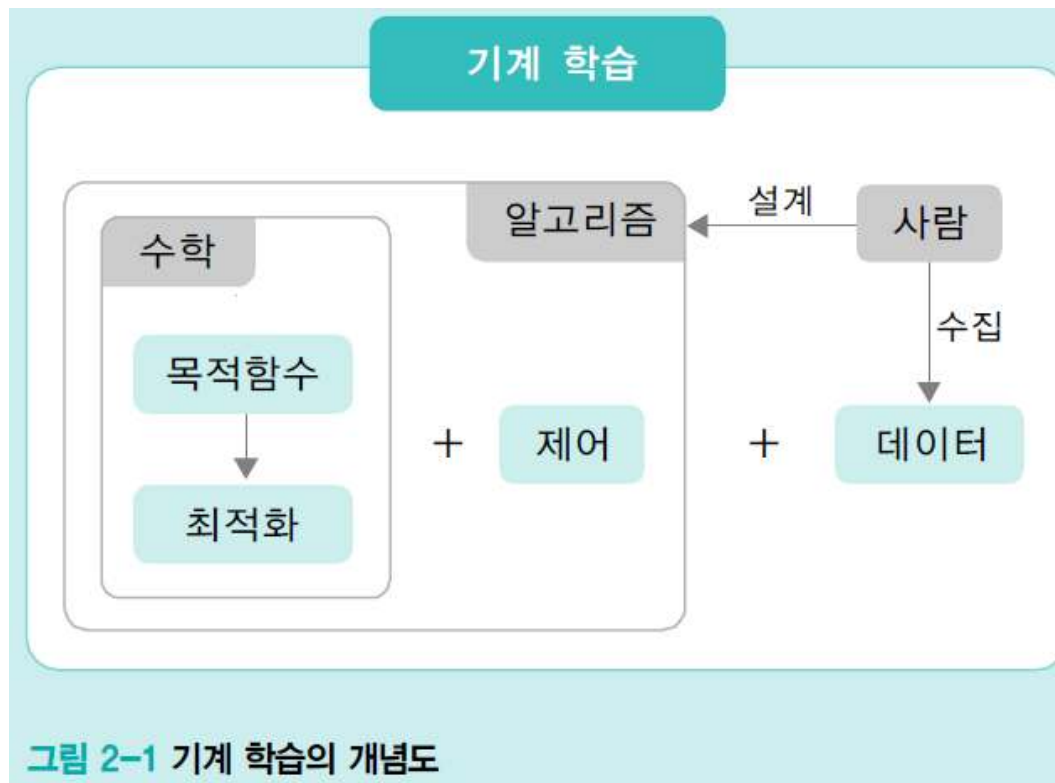 기계 학습
알고리즘
설계
사람
수학
수집
목적함수
+
제어
+
데이터
최적화
그림 2-1 기계 학습의 개념도